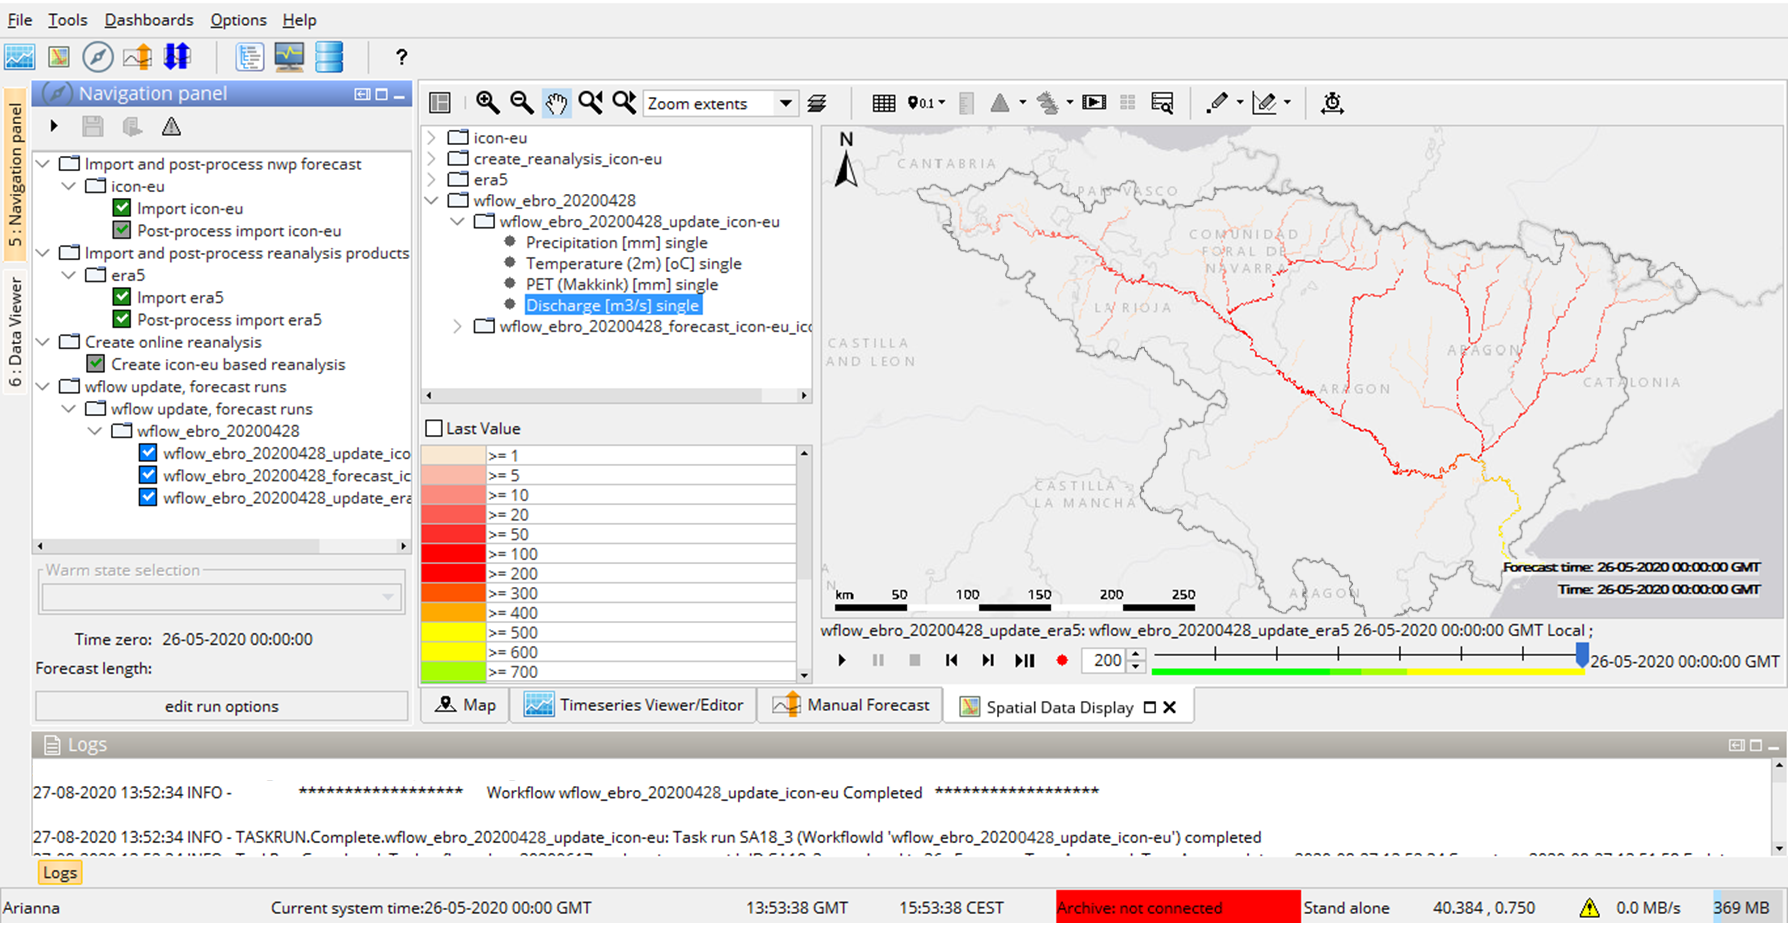 File Tools Dashboards Options Help
?
5 : Navigation panel
6 : Data Viewer
Navigation panel
Import and post-process nwp forecast
icon-eu
Import icon-eu
Post-process import icon-eu
Import and post-process reanalysis products
era5
Import era5
Post-process import era5
Create online reanalysis
Create icon-eu based reanalysis
wflow update, forecast runs
wflow update, forecast runs
wflow_ebro_20200428
wflow_ebro_20200428_update_ico
wflow_ebro_20200428_forecast_ic
wflow_ebro_20200428_update_era
Warm state selection
Time zero: 26-05-2020 00:00:00
Forecast length:
edit run options
Zoom extents
0.1
icon-eu
create_reanalysis_icon-eu
era5
wflow_ebro_20200428
wflow_ebro_20200428_update_icon-eu
Precipitation [mm] single
Temperature (2m) [oC] single
PET (Makkink) [mm] single
Discharge [m3/s] single
wflow_ebro_20200428_forecast_icon-eu_ico
Last Value
>= 1
>= 5
>= 10
>= 20
>= 50
>= 100
>= 200
>= 300
>= 400
>= 500
>= 600
>= 700
N
CANTABRIA
PAIS VASCO
COMUNIDAD
FORAL DE
NAVARRA
LA RIOJA
CASTILLA
AND LEON
ARAGON
ARAGON
CATALONIA
CASTILLA -
LA MANCHA
ARAGON
A
N
Forecast time: 26-05-2020 00:00:00 GMT
Time: 26-05-2020 00:00:00 GMT
km 50 100 150 200 250
wflow_ebro_20200428_update_era5: wflow_ebro_20200428_update_era5 26-05-2020 00:00:00 GMT Local ;
200
26-05-2020 00:00:00 GMT
Map Timeseries Viewer/Editor Manual Forecast Spatial Data Display
Logs
27-08-2020 13:52:34 INFO - ****************** Workflow wflow_ebro_20200428_update_icon-eu Completed ******************
27-08-2020 13:52:34 INFO - TASKRUN.Complete.wflow_ebro_20200428_update_icon-eu: Task run SA18_3 (WorkflowId 'wflow_ebro_20200428_update_icon-eu') completed
Logs
Arianna Current system time:26-05-2020 00:00 GMT 13:53:38 GMT 15:53:38 CEST Archive: not connected Stand alone 40.384 , 0.750 0.0 MB/s 369 MB